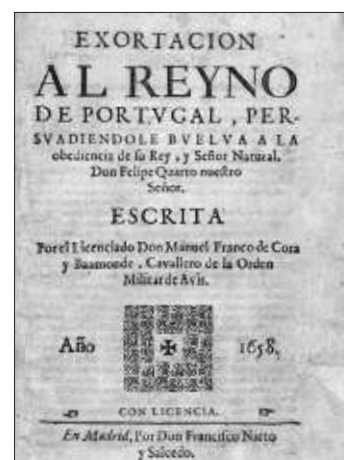 EXORTACION
AL REYNO
DE PORTVGAL, PER-
SVADIENDOLE BVELVA A LA
obediencia de su Rey, y Señor Natural.
Don Felipe Quarto nuestro
Señor.
ESCRITA
Por el Licenciado Don Manuel Franco de Cora
y Baamonde, Cavallero de la Orden
Militar de Avis.
Año 1658.
CON LICENCIA.
En Madrid, Por Don Francisco Nieto
y Salcedo.